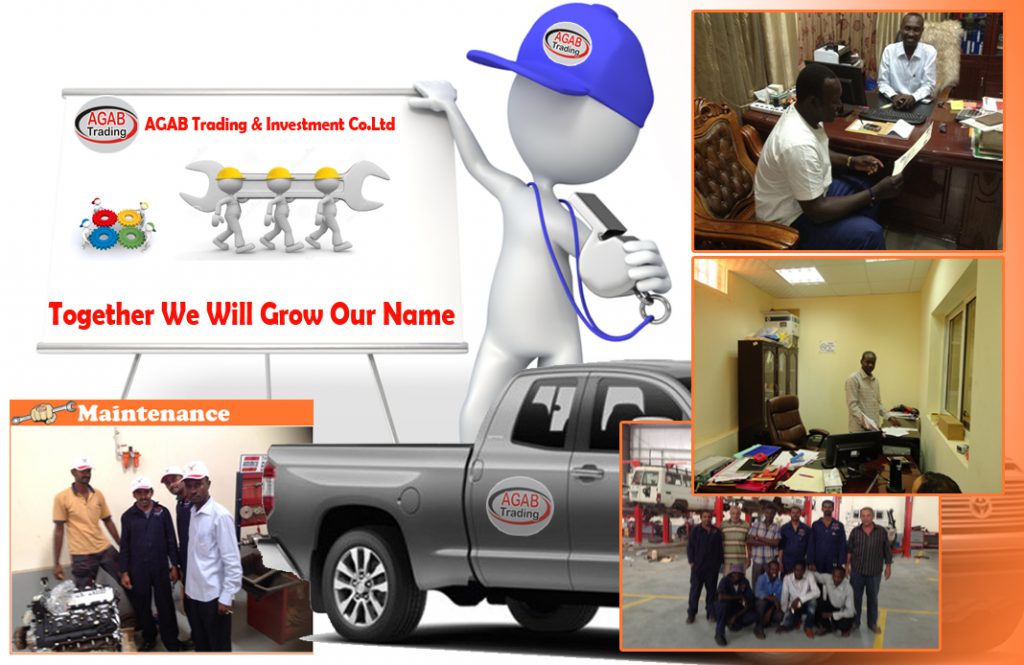 AGAB
Trading
AGAB
Trading
AGAB Trading & Investment Co.Ltd
Together We Will Grow Our Name
Maintenance
AGAB
Trading